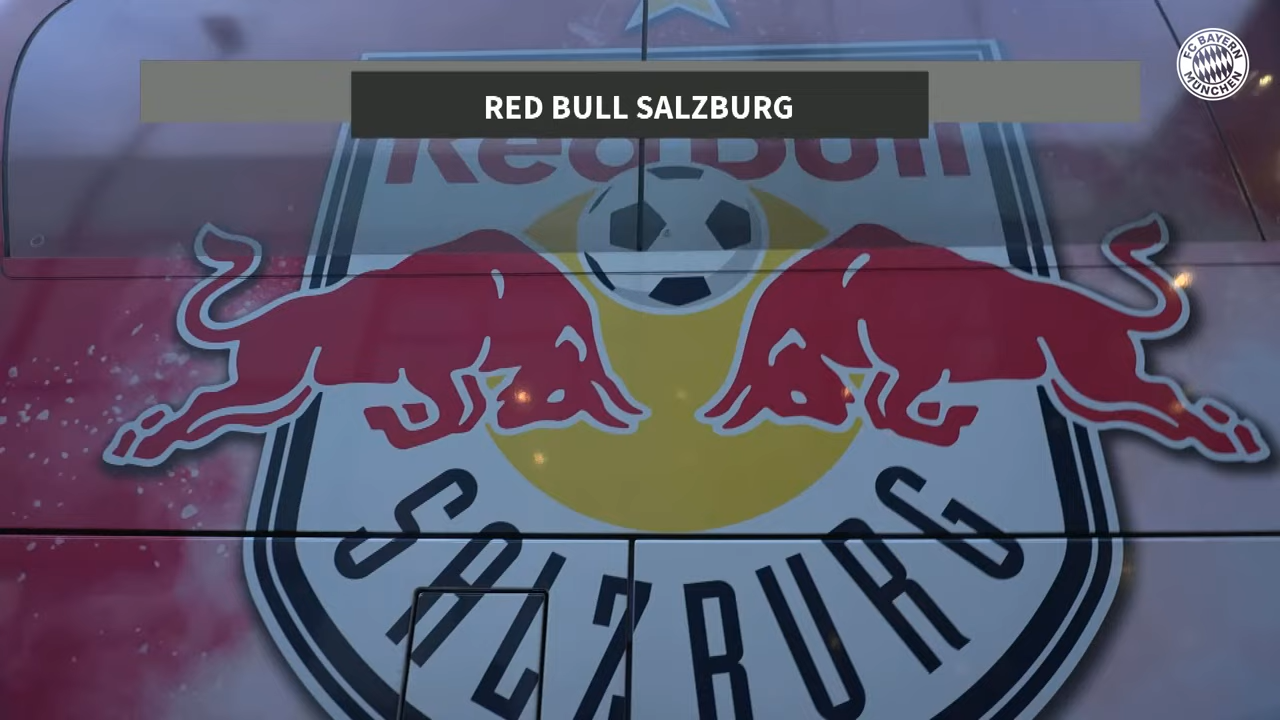 RED BULL SALZBURG
FC BAYERN
MÜNCHEN
Red Bull
SALZBURG